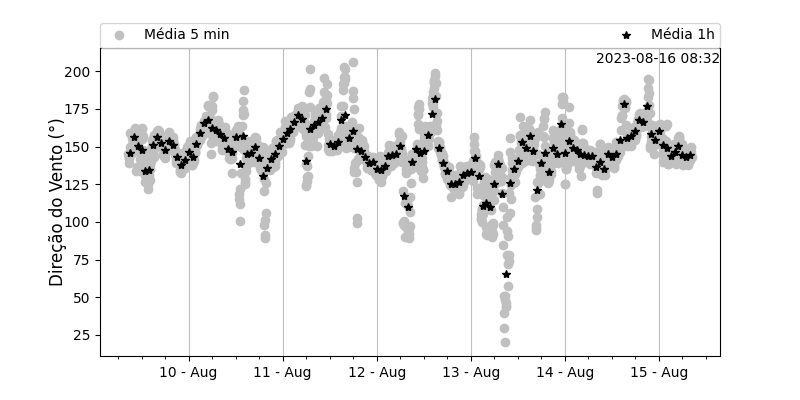 Média 5 min
Média 1h
2023-08-16 08:32
Direção do Vento (°)
200
175
150
125
100
75
50
25
10 - Aug
11 - Aug
12 - Aug
13 - Aug
14 - Aug
15 - Aug